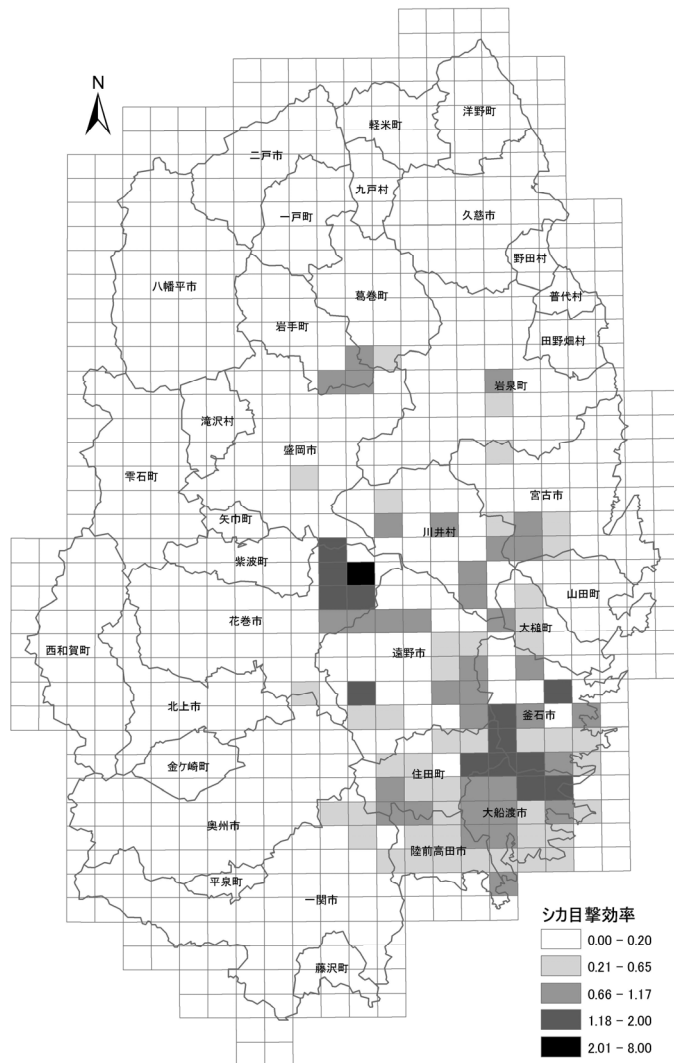 N
洋野町
軽米町
二戸市
九戸村
一戸町
久慈市
野田村
八幡平市
葛巻町
普代村
岩手町
田野畑村
岩泉町
滝沢村
盛岡市
雫石町
宮古市
矢巾町
川井村
紫波町
山田町
花巻市
大槌町
西和賀町
遠野市
北上市
釜石市
金ケ崎町
住田町
大船渡市
奥州市
陸前高田市
平泉町
一関市
藤沢町
シカ目撃効率
0.00 - 0.20
0.21 - 0.65
0.66 - 1.17
1.18 - 2.00
2.01 - 8.00